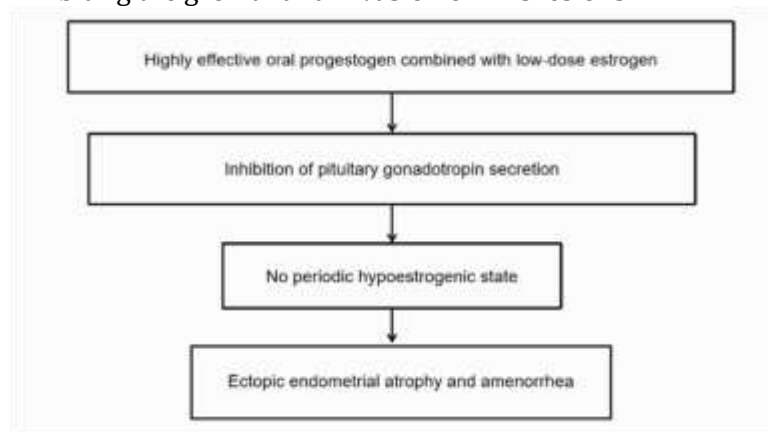 Highly effective oral progestogen combined with low-dose estrogen
Inhibition of pituitary gonadotropin secretion
No periodic hypoestrogenic state
Ectopic endometrial atrophy and amenorrhea